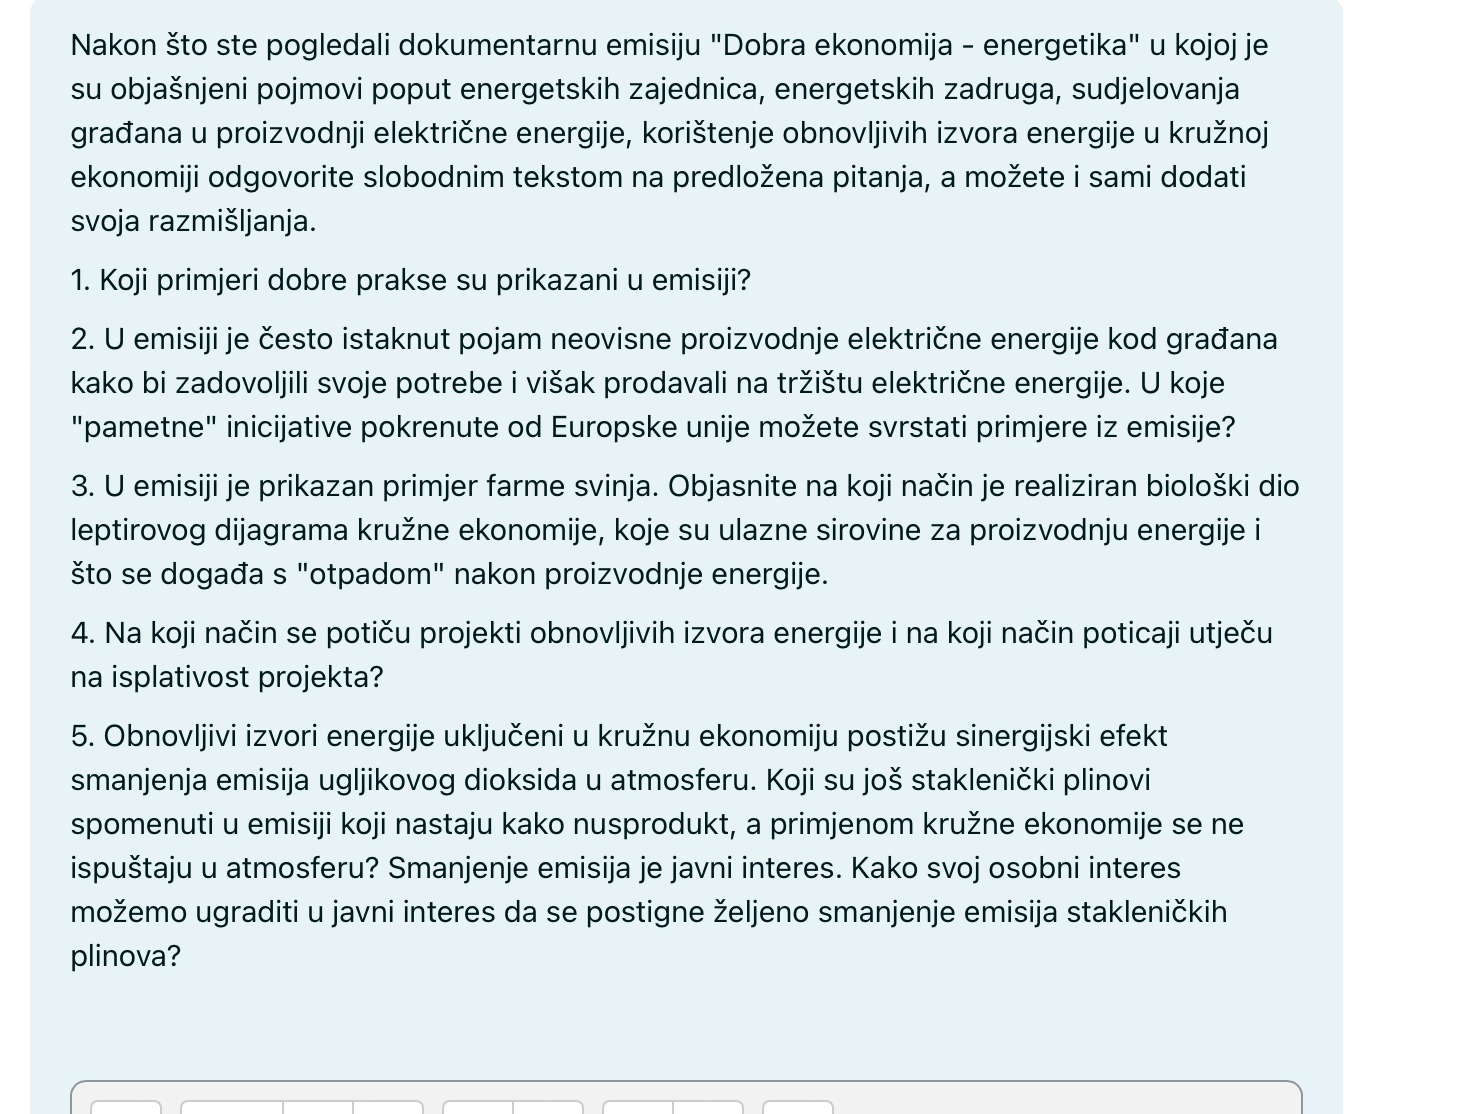 Nakon što ste pogledali dokumentarnu emisiju "Dobra ekonomija - energetika" u kojoj je
su objašnjeni pojmovi poput energetskih zajednica, energetskih zadruga, sudjelovanja
građana u proizvodnji električne energije, korištenje obnovljivih izvora energije u kružnoj
ekonomiji odgovorite slobodnim tekstom na predložena pitanja, a možete i sami dodati
svoja razmišljanja.
1. Koji primjeri dobre prakse su prikazani u emisiji?
2. U emisiji je često istaknut pojam neovisne proizvodnje električne energije kod građana
kako bi zadovoljili svoje potrebe i višak prodavali na tržištu električne energije. U koje
"pametne" inicijative pokrenute od Europske unije možete svrstati primjere iz emisije?
3. U emisiji je prikazan primjer farme svinja. Objasnite na koji način je realiziran biološki dio
leptirovog dijagrama kružne ekonomije, koje su ulazne sirovine za proizvodnju energije i
što se događa s "otpadom" nakon proizvodnje energije.
4. Na koji način se potiču projekti obnovljivih izvora energije i na koji način poticaji utječu
na isplativost projekta?
5. Obnovljivi izvori energije uključeni u kružnu ekonomiju postižu sinergijski efekt
smanjenja emisija ugljikovog dioksida u atmosferu. Koji su još staklenički plinovi
spomenuti u emisiji koji nastaju kako nusprodukt, a primjenom kružne ekonomije se ne
ispuštaju u atmosferu? Smanjenje emisija je javni interes. Kako svoj osobni interes
možemo ugraditi u javni interes da se postigne željeno smanjenje emisija stakleničkih
plinova?